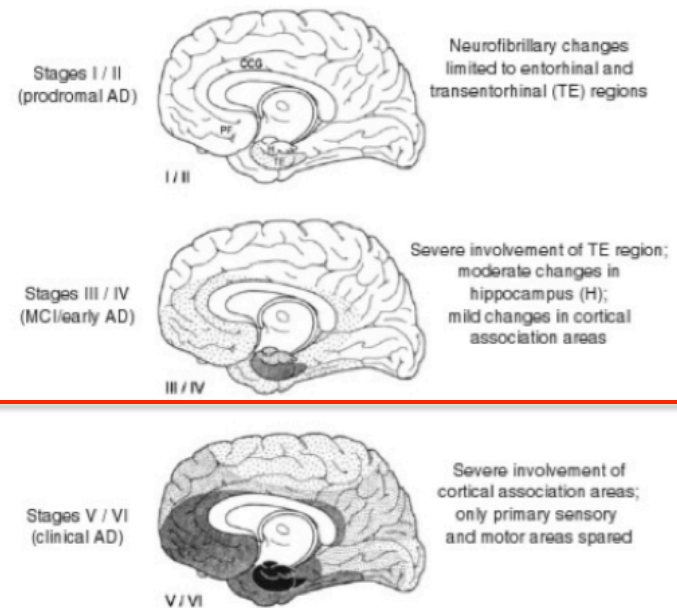 Stages I / II
(prodromal AD)
CCG
PF
H
TE
I / II
Neurofibrillary changes
limited to entorhinal and
transentorhinal (TE) regions
Stages III / IV
(MCI/early AD)
III / IV
Severe involvement of TE region;
moderate changes in
hippocampus (H);
mild changes in cortical
association areas
Stages V / VI
(clinical AD)
V / VI
Severe involvement of
cortical association areas;
only primary sensory
and motor areas spared